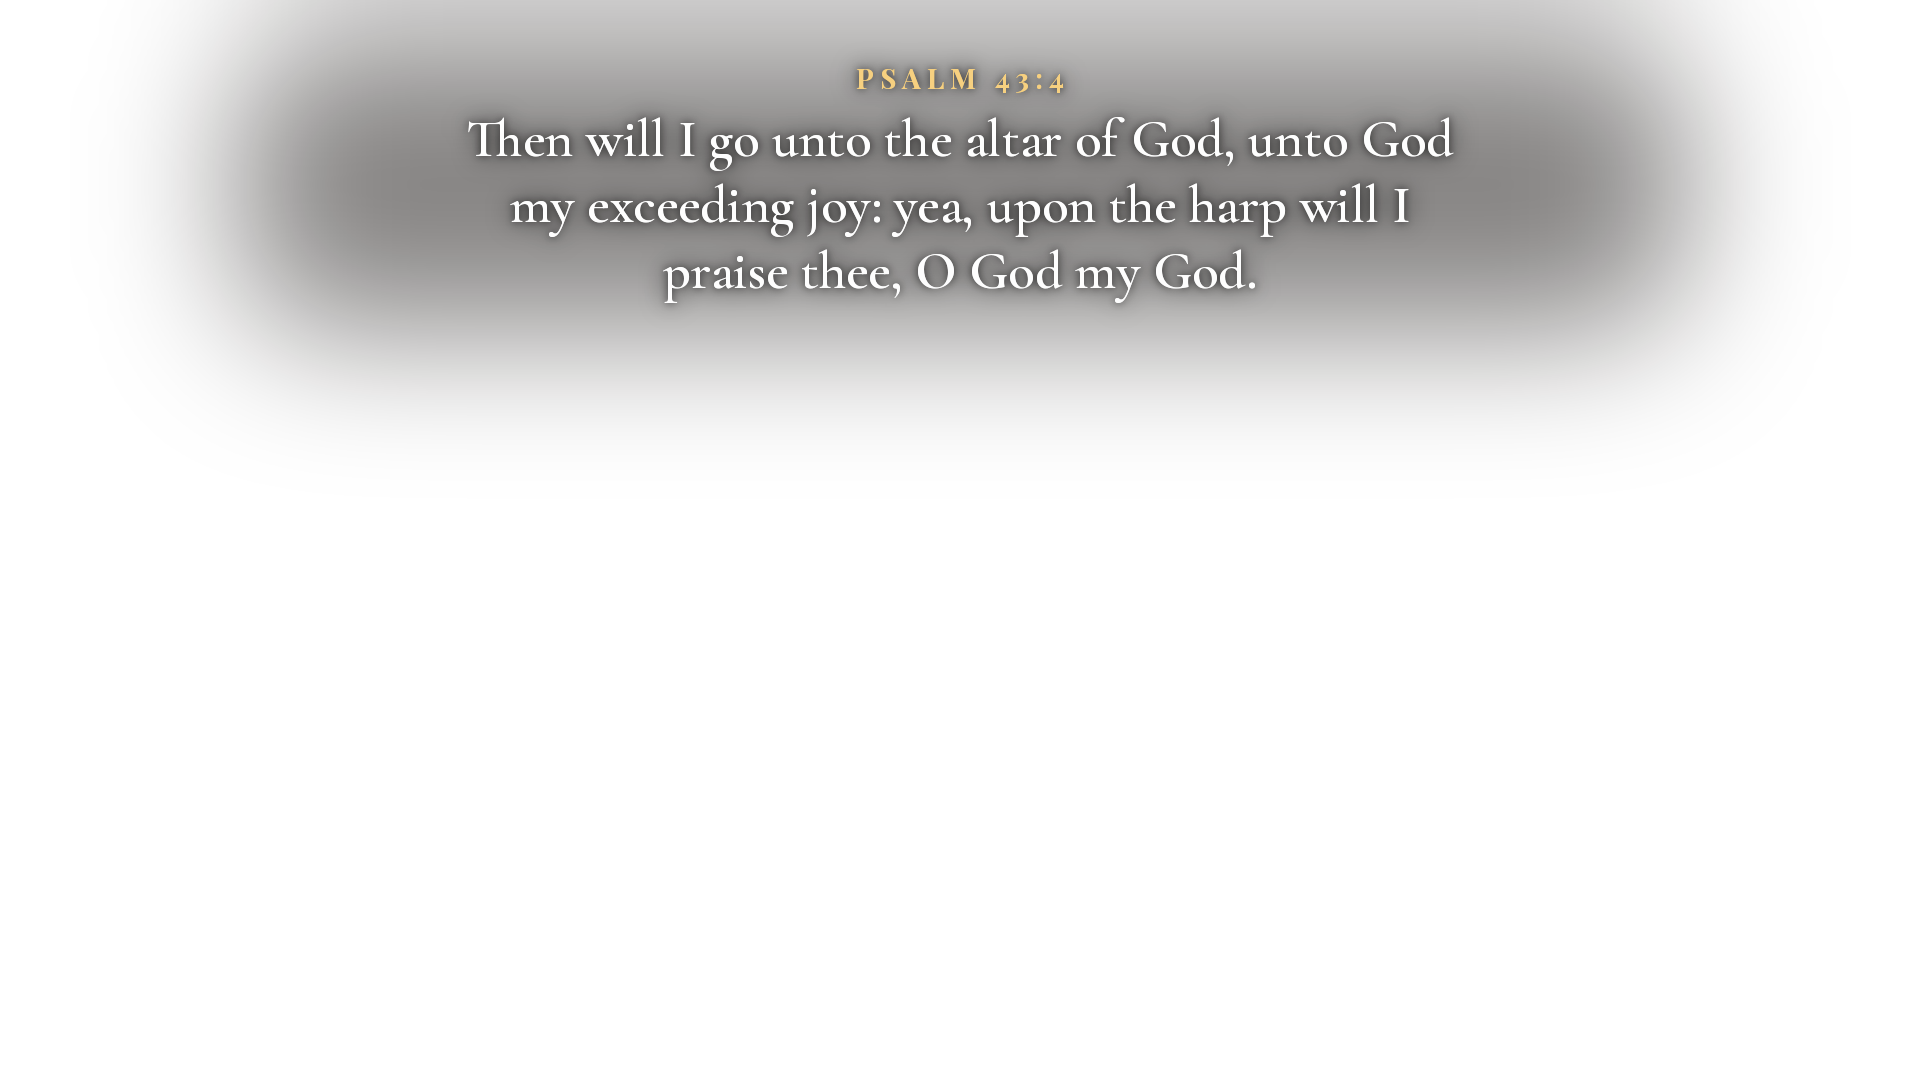 PSALM 43:4
Then will I go unto the altar of God, unto God
my exceeding joy: yea, upon the harp will I
praise thee, O God my God.